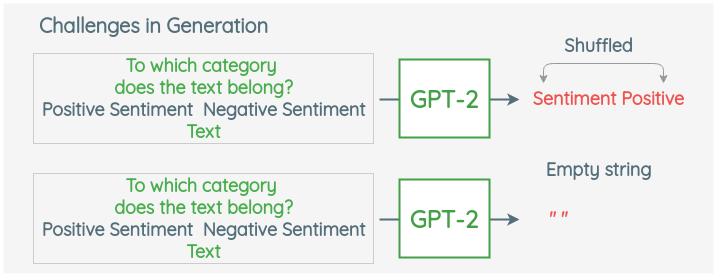 Challenges in Generation
To which category
does the text belong?
Positive Sentiment  Negative Sentiment
Text
GPT-2
Shuffled
Sentiment Positive
To which category
does the text belong?
Positive Sentiment  Negative Sentiment
Text
GPT-2
Empty string
" "